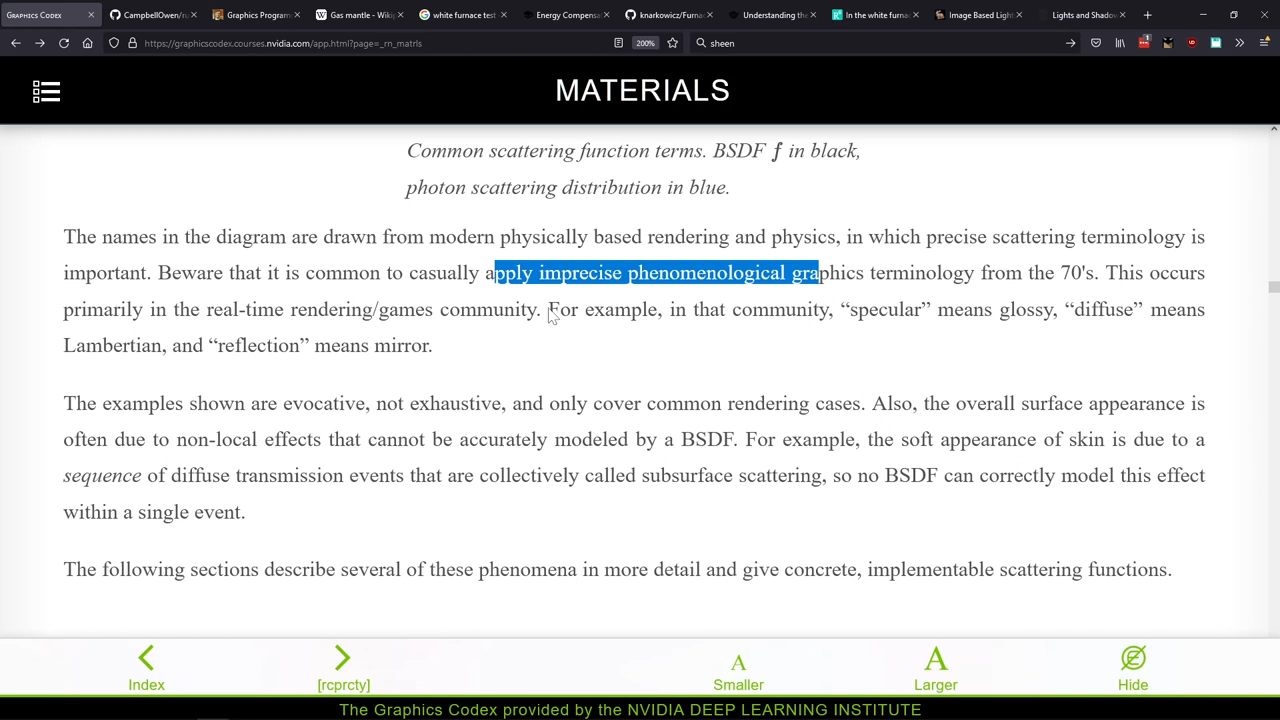 Graphics Codex
CampbellOwen/ru
Graphics Program
Gas mantle - Wiki
white furnace test
Energy Compensa
knarkowicz/Furna
Understanding the
In the white furnac
Image Based Light
Lights and Shadow
https://graphicscodex.courses.nvidia.com/app.html?page=_rn_matrls
200%
sheen
MATERIALS
Common scattering function terms. BSDF f in black,
photon scattering distribution in blue.
The names in the diagram are drawn from modern physically based rendering and physics, in which precise scattering terminology is
important. Beware that it is common to casually apply imprecise phenomenological graphics terminology from the 70's. This occurs
primarily in the real-time rendering/games community. For example, in that community, “specular” means glossy, “diffuse” means
Lambertian, and “reflection” means mirror.
The examples shown are evocative, not exhaustive, and only cover common rendering cases. Also, the overall surface appearance is
often due to non-local effects that cannot be accurately modeled by a BSDF. For example, the soft appearance of skin is due to a
sequence of diffuse transmission events that are collectively called subsurface scattering, so no BSDF can correctly model this effect
within a single event.
The following sections describe several of these phenomena in more detail and give concrete, implementable scattering functions.
A A
Index [rcprcty] Smaller Larger Hide
The Graphics Codex provided by the NVIDIA DEEP LEARNING INSTITUTE